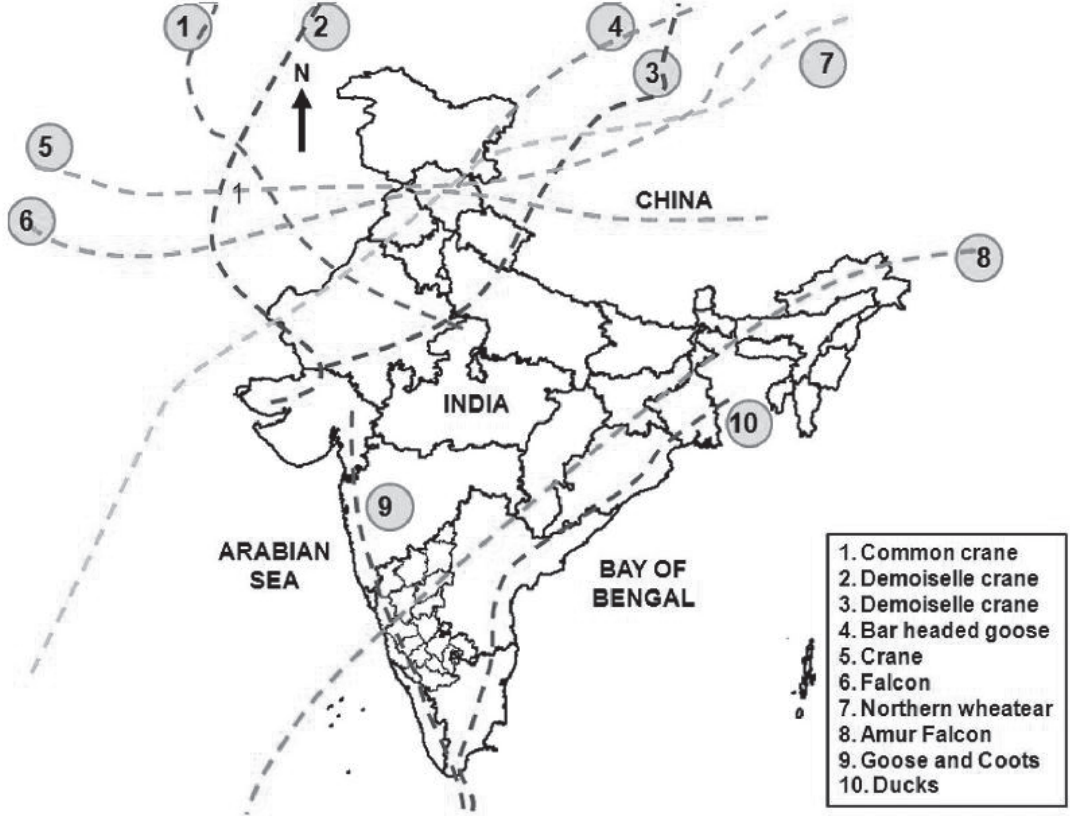 1
2
4
3
7
N
5
1
CHINA
6
8
INDIA
10
9
ARABIAN
SEA
BAY OF
BENGAL
1. Common crane
2. Demoiselle crane
3. Demoiselle crane
4. Bar headed goose
5. Crane
6. Falcon
7. Northern wheatear
8. Amur Falcon
9. Goose and Coots
10. Ducks